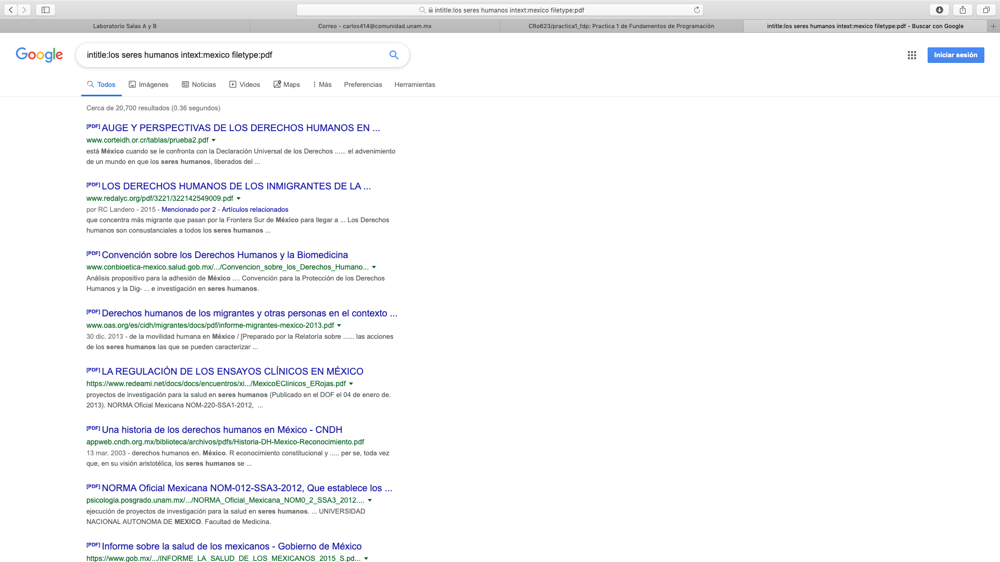 intitle:los seres humanos intext:mexico filetype:pdf
Laboratorio Salas A y B
Correo - carlos414@comunidad.unam.mx
CRo623/practica1_fdp: Practica 1 de Fundamentos de Programación
intitle:los seres humanos intext:mexico filetype:pdf - Buscar con Google
Google
intitle:los seres humanos intext:mexico filetype:pdf
Iniciar sesión
Todos
Imágenes
Noticias
Videos
Maps
Más
Preferencias
Herramientas
Cerca de 20,700 resultados (0.36 segundos)
[PDF] AUGE Y PERSPECTIVAS DE LOS DERECHOS HUMANOS EN ...
www.corteidh.or.cr/tablas/prueba2.pdf
está México cuando se le confronta con la Declaración Universal de los Derechos ...... el advenimiento
de un mundo en que los seres humanos, liberados del ...
[PDF] LOS DERECHOS HUMANOS DE LOS INMIGRANTES DE LA ...
www.redalyc.org/pdf/3221/322142549009.pdf
por RC Landero - 2015 - Mencionado por 2 - Artículos relacionados
que concentra más migrante que pasan por la Frontera Sur de México para llegar a ... Los Derechos
humanos son consustanciales a todos los seres humanos ...
[PDF] Convención sobre los Derechos Humanos y la Biomedicina
www.conbioetica-mexico.salud.gob.mx/.../Convencion_sobre_los_Derechos_Humano...
Análisis propositivo para la adhesión de México .... Convención para la Protección de los Derechos
Humanos y la Dig- ... e investigación en seres humanos.
[PDF] Derechos humanos de los migrantes y otras personas en el contexto ...
www.oas.org/es/cidh/migrantes/docs/pdf/informe-migrantes-mexico-2013.pdf
30 dic. 2013 - de la movilidad humana en México / [Preparado por la Relatoría sobre ...... las acciones
de los seres humanos las que se pueden caracterizar ...
[PDF] LA REGULACIÓN DE LOS ENSAYOS CLÍNICOS EN MÉXICO
https://www.redeami.net/docs/docs/encuentros/xi.../MexicoEClinicos_ERojas.pdf
proyectos de investigación para la salud en seres humanos (Publicado en el DOF el 04 de enero de.
2013). NORMA Oficial Mexicana NOM-220-SSA1-2012, ...
[PDF] Una historia de los derechos humanos en México - CNDH
appweb.cndh.org.mx/biblioteca/archivos/pdfs/Historia-DH-Mexico-Reconocimiento.pdf
13 mar. 2003 - derechos humanos en. México. R econocimiento constitucional y ..... per se, toda vez
que, en su visión aristotélica, los seres humanos se ...
[PDF] NORMA Oficial Mexicana NOM-012-SSA3-2012, Que establece los ...
psicologia.posgrado.unam.mx/.../NORMA_Oficial_Mexicana_NOM0_2_SSA3_2012....
ejecución de proyectos de investigación para la salud en seres humanos. ... UNIVERSIDAD
NACIONAL AUTONOMA DE MEXICO. Facultad de Medicina.
[PDF] Informe sobre la salud de los mexicanos - Gobierno de México
https://www.gob.mx/.../INFORME_LA_SALUD_DE_LOS_MEXICANOS_2015_S.pd...